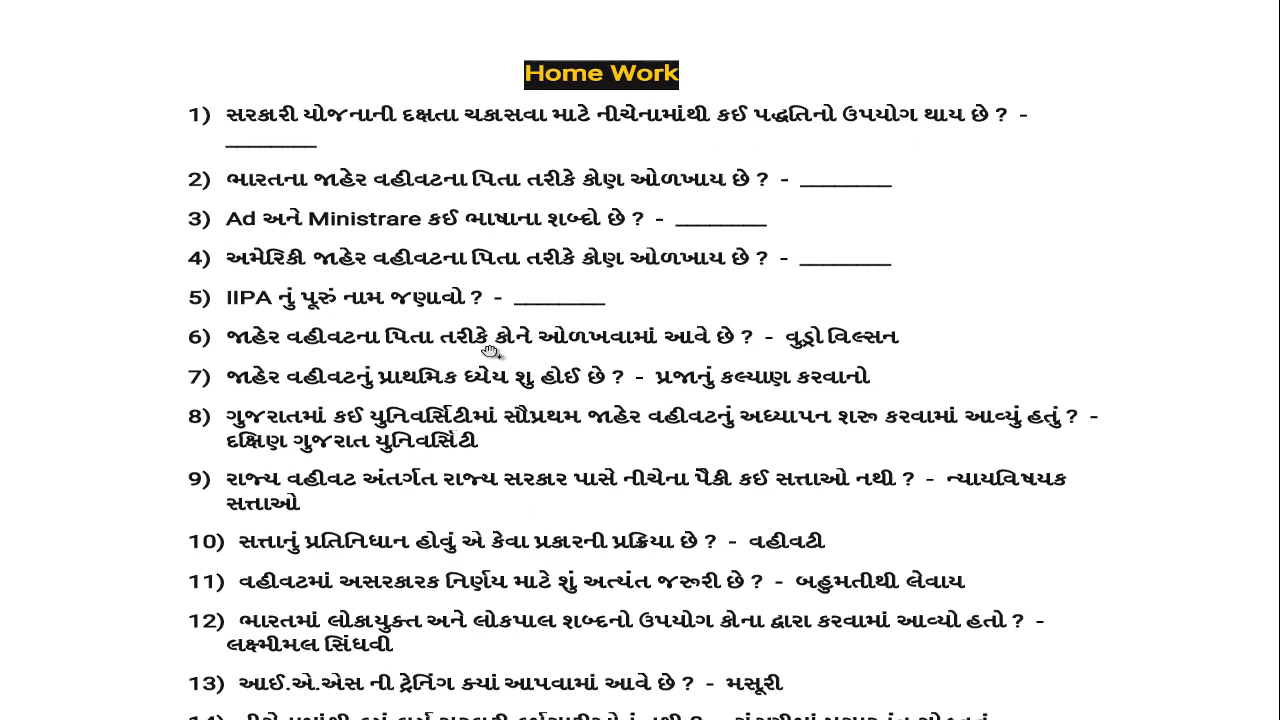 Home Work
1) સરકારી યોજનાની દક્ષતા ચકાસવા માટે નીચેનામાંથી કઈ પદ્ધતિનો ઉપયોગ થાય છે ? -
________
2) ભારતના જાહેર વહીવટના પિતા તરીકે કોણ ઓળખાય છે ? - ________
3) Ad અને Ministrare કઈ ભાષાના શબ્દો છે ? - ________
4) અમેરિકી જાહેર વહીવટના પિતા તરીકે કોણ ઓળખાય છે ? - ________
5) IIPA નું પૂરું નામ જણાવો ? - ________
6) જાહેર વહીવટના પિતા તરીકે કોને ઓળખવામાં આવે છે ? - વુડ્રો વિલ્સન
7) જાહેર વહીવટનું પ્રાથમિક ધ્યેય શુ હોઈ છે ? - પ્રજાનું કલ્યાણ કરવાનો
8) ગુજરાતમાં કઈ યુનિવર્સિટીમાં સૌપ્રથમ જાહેર વહીવટનું અધ્યાપન શરૂ કરવામાં આવ્યું હતું ? -
દક્ષિણ ગુજરાત યુનિવર્સિટી
9) રાજ્ય વહીવટ અંતર્ગત રાજ્ય સરકાર પાસે નીચેના પૈકી કઈ સત્તાઓ નથી ? - ન્યાયવિષયક
સત્તાઓ
10) સત્તાનું પ્રતિનિધાન હોવું એ કેવા પ્રકારની પ્રક્રિયા છે ? - વહીવટી
11) વહીવટમાં અસરકારક નિર્ણય માટે શું અત્યંત જરૂરી છે ? - બહુમતીથી લેવાય
12) ભારતમાં લોકાયુક્ત અને લોકપાલ શબ્દનો ઉપયોગ કોના દ્વારા કરવામાં આવ્યો હતો ? -
લક્ષ્મીમલ સિંધવી
13) આઈ.એ.એસ ની ટ્રેનિંગ ક્યાં આપવામાં આવે છે ? - મસૂરી